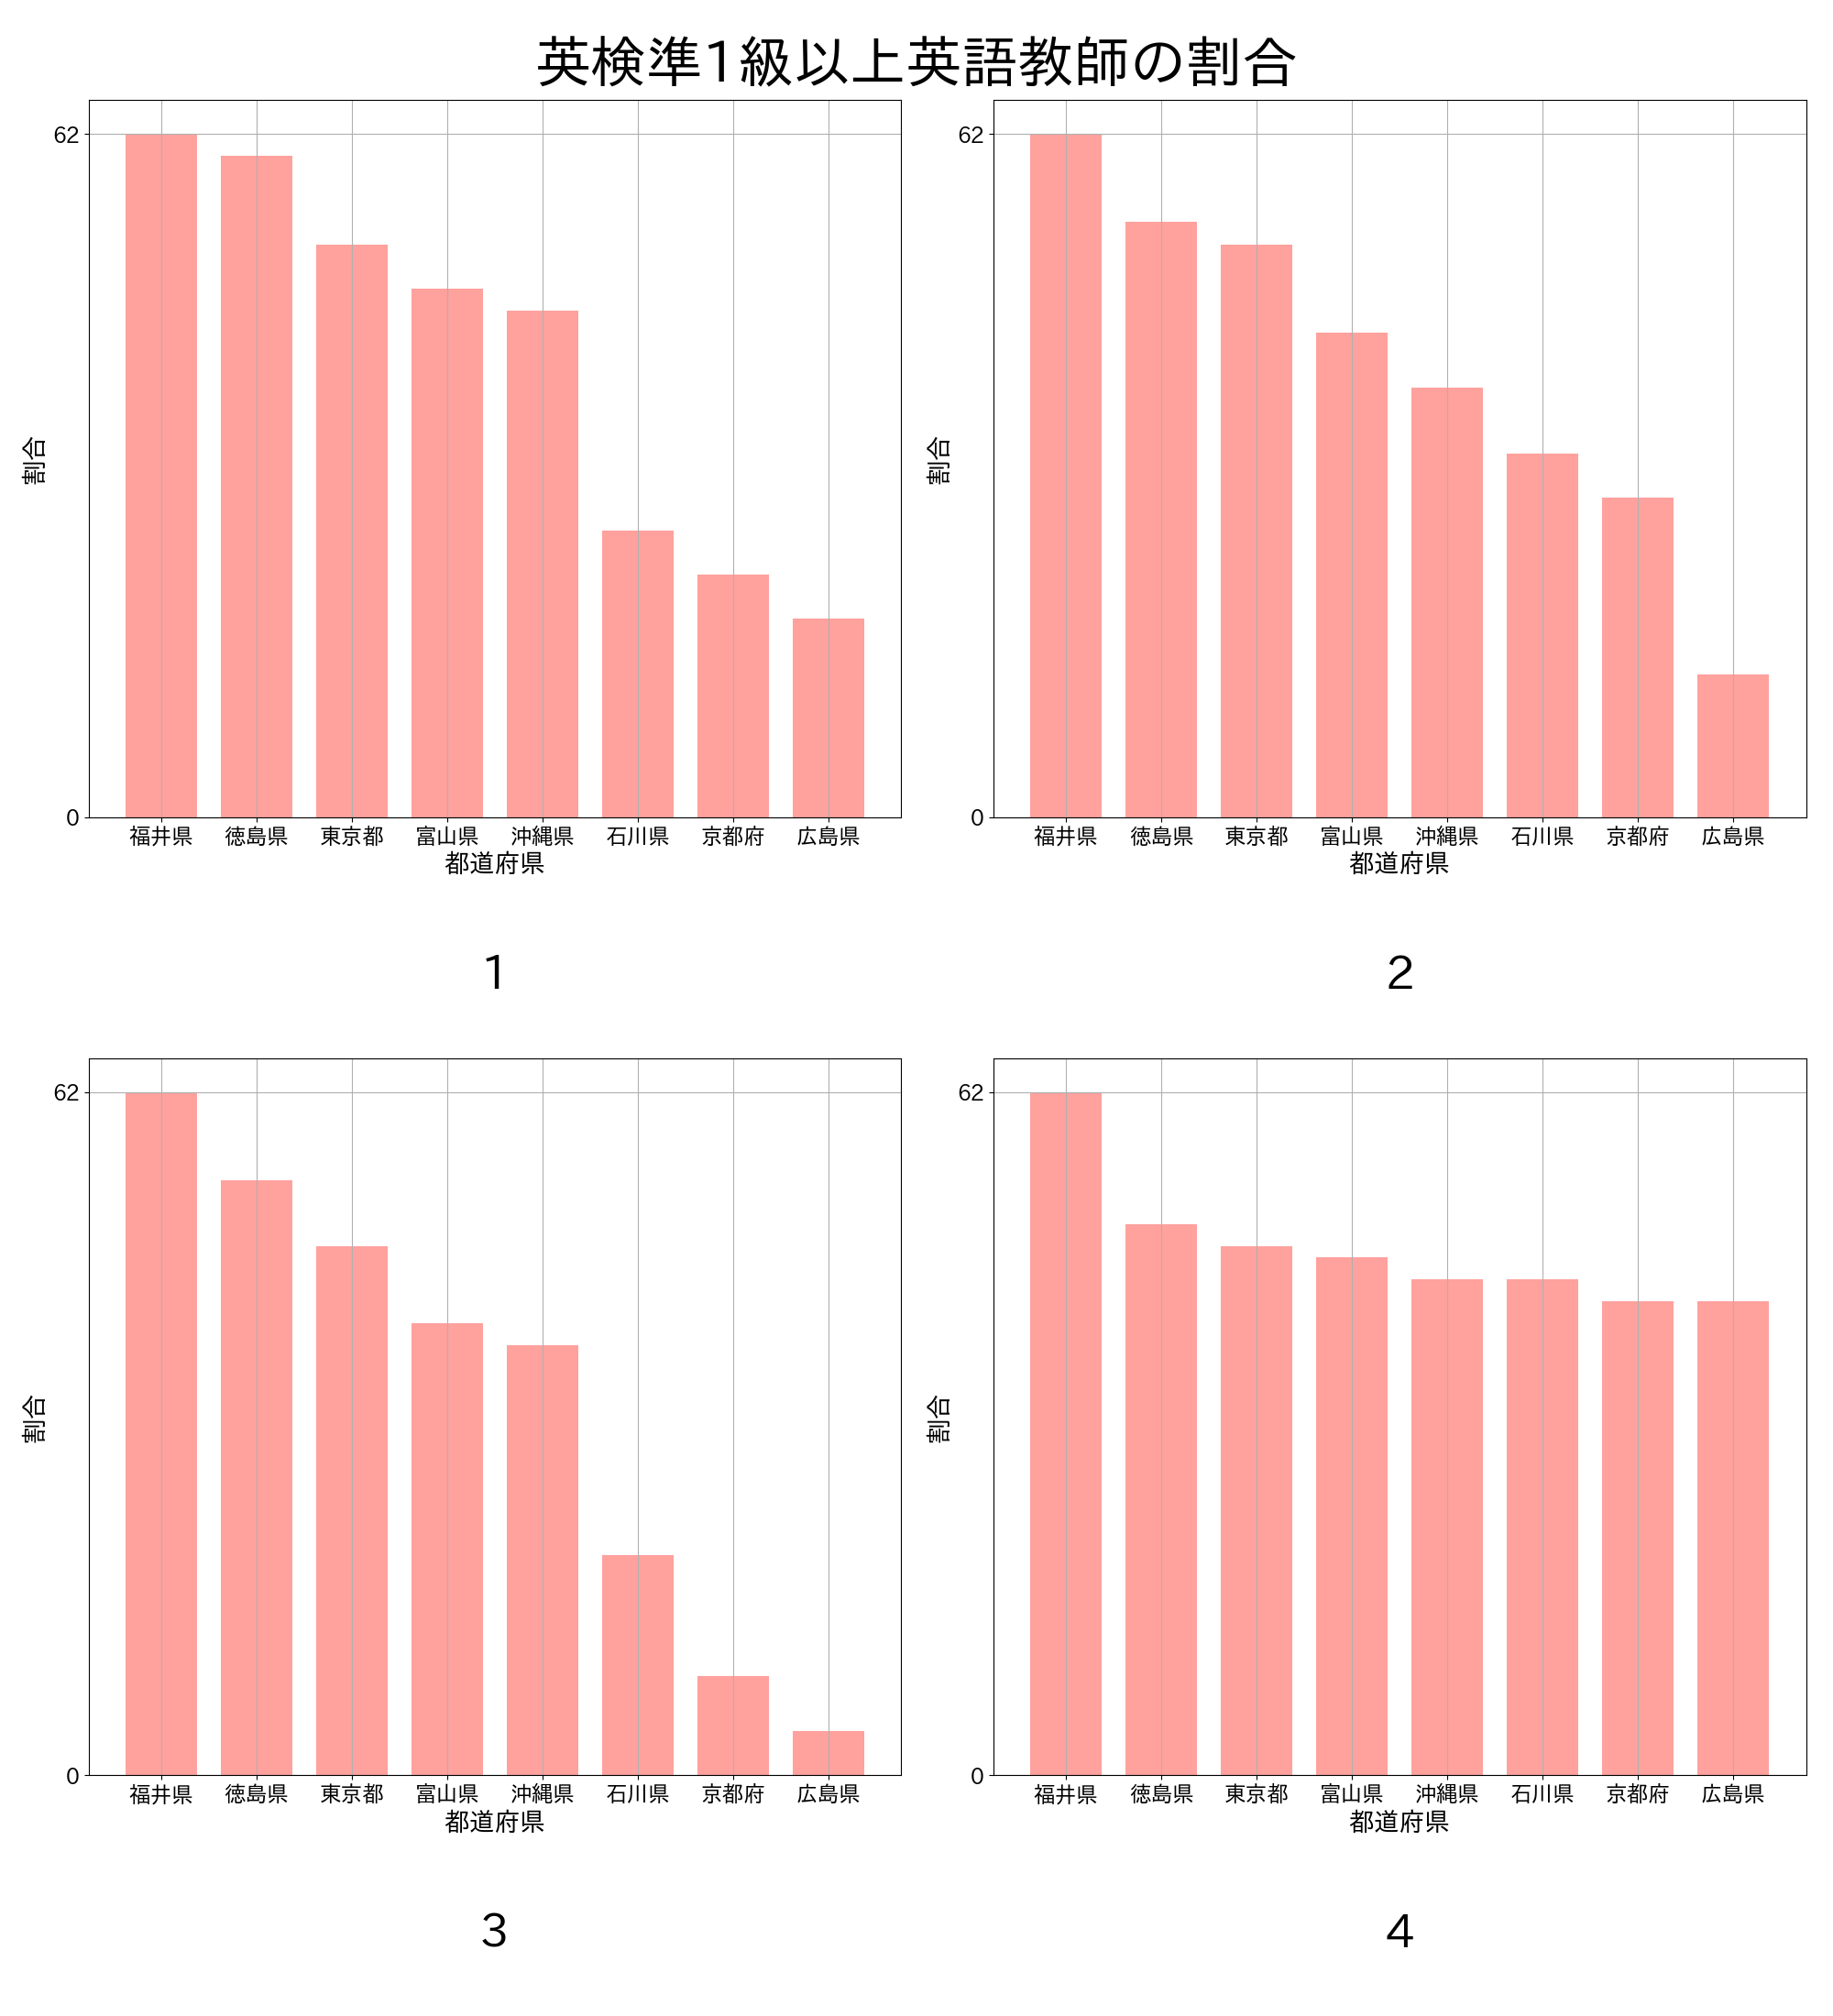 英検準1級以上英語教師の割合
62
0
割合
福井県 徳島県 東京都 富山県 沖縄県 石川県 京都府 広島県
都道府県
1
62
0
割合
福井県 徳島県 東京都 富山県 沖縄県 石川県 京都府 広島県
都道府県
2
62
0
割合
福井県 徳島県 東京都 富山県 沖縄県 石川県 京都府 広島県
都道府県
3
62
0
割合
福井県 徳島県 東京都 富山県 沖縄県 石川県 京都府 広島県
都道府県
4